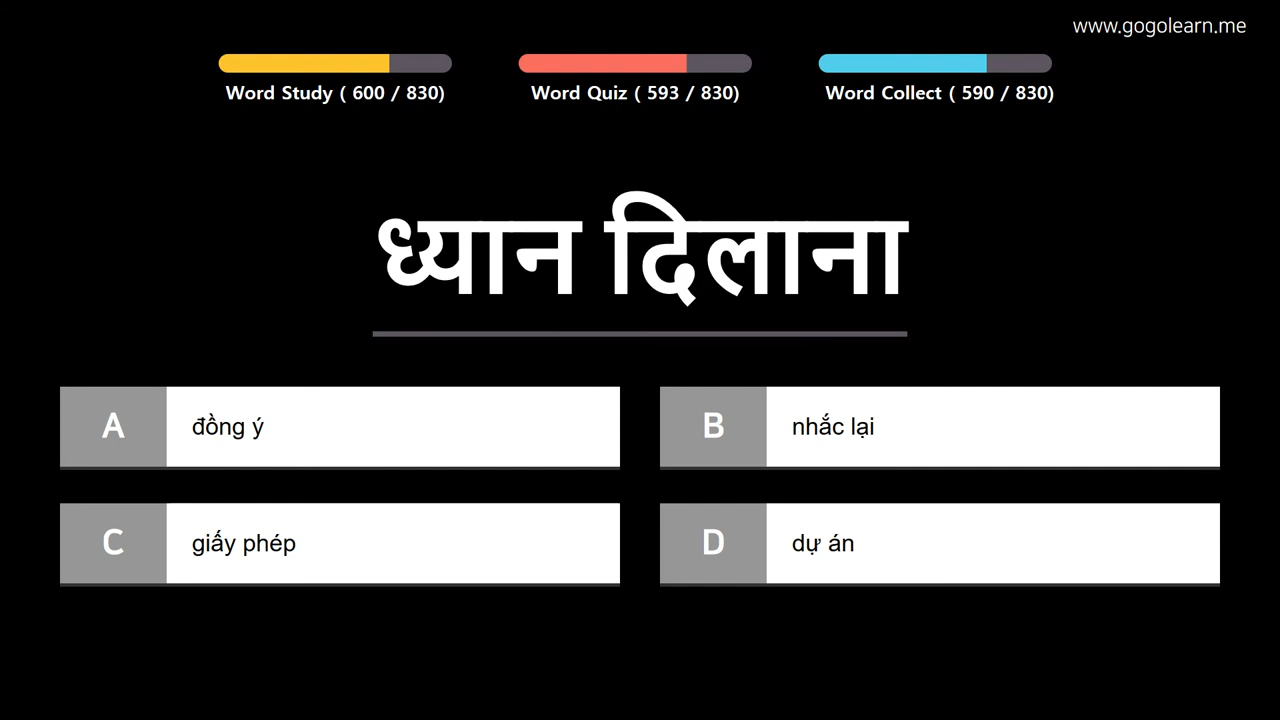 www.gogolearn.me
Word Study ( 600 / 830)
Word Quiz ( 593 / 830)
Word Collect ( 590 / 830)
ध्यान दिलाना
A đồng ý
B nhắc lại
C giấy phép
D dự án